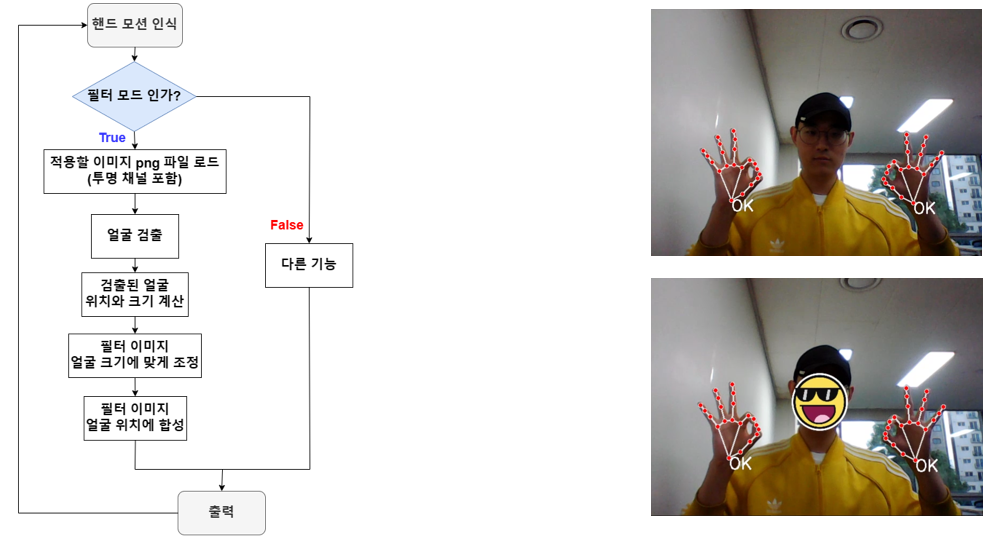 핸드 모션 인식
필터 모드 인가?
True
적용할 이미지 png 파일 로드
(투명 채널 포함)
얼굴 검출
False
다른 기능
검출된 얼굴
위치와 크기 계산
필터 이미지
얼굴 크기에 맞게 조정
필터 이미지
얼굴 위치에 합성
출력
OK
OK
OK
OK